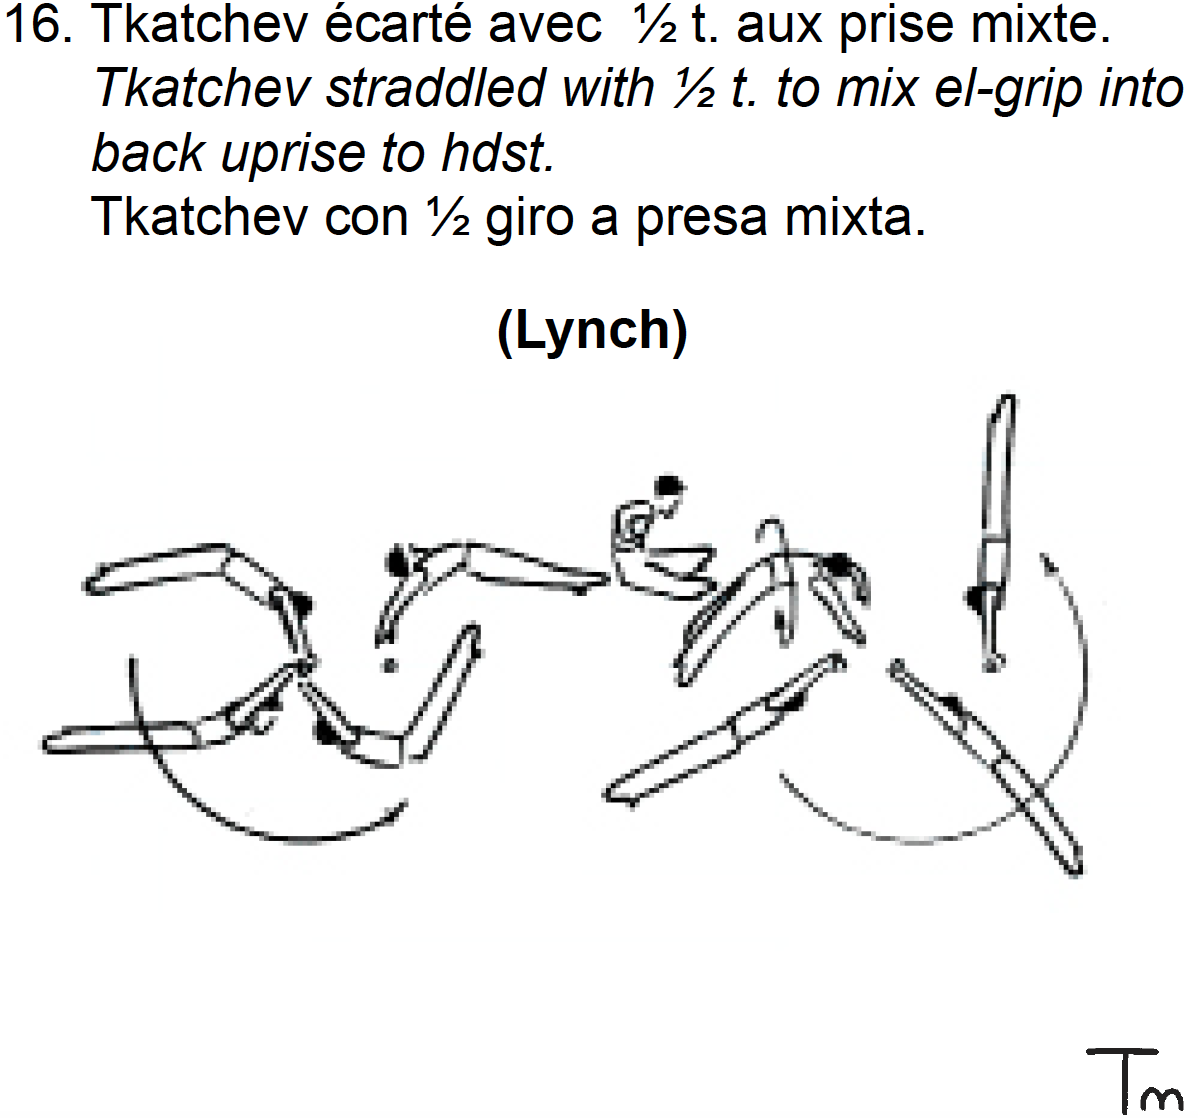 16. Tkatchev écarté avec ½ t. aux prise mixte.
Tkatchev straddled with ½ t. to mix el-grip into
back uprise to hdst.
Tkatchev con ½ giro a presa mixta.
(Lynch)
Tm